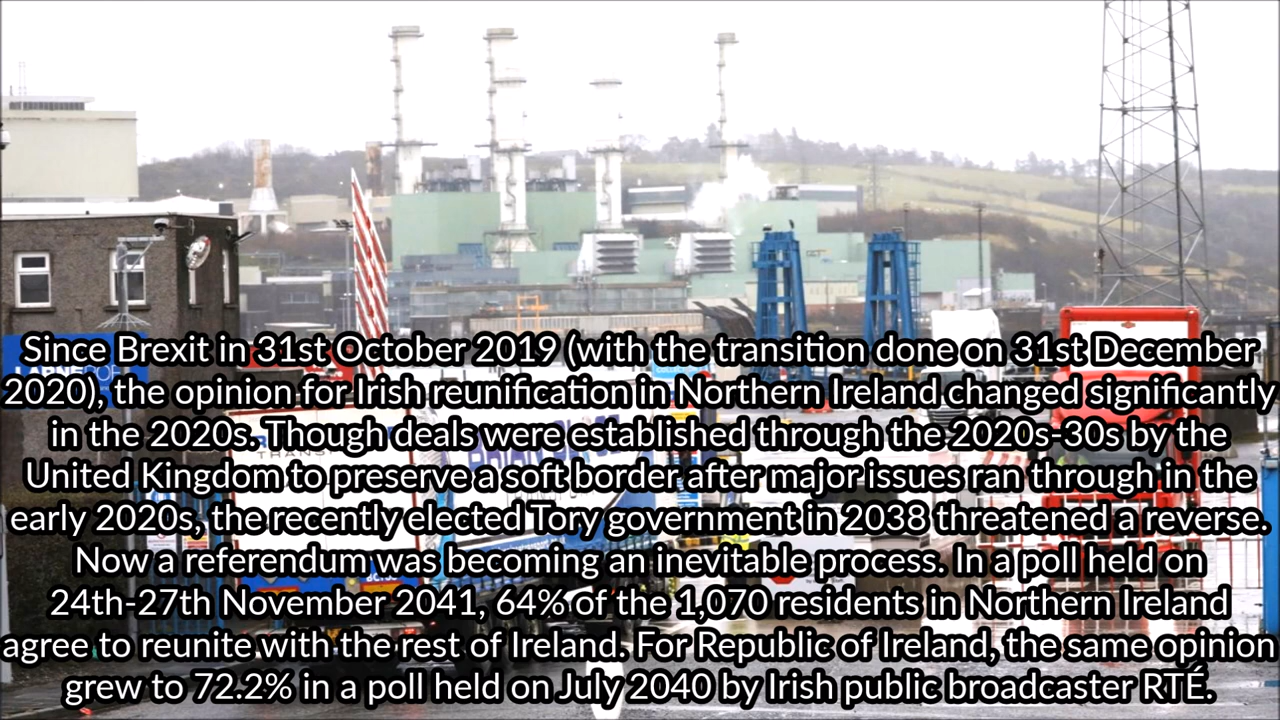 Since Brexit in 31st October 2019 (with the transition done on 31st December
2020), the opinion for Irish reunification in Northern Ireland changed significantly
in the 2020s. Though deals were established through the 2020s-30s by the
United Kingdom to preserve a soft border after major issues ran through in the
early 2020s, the recently elected Tory government in 2038 threatened a reverse.
Now a referendum was becoming an inevitable process. In a poll held on
24th-27th November 2041, 64% of the 1,070 residents in Northern Ireland
agree to reunite with the rest of Ireland. For Republic of Ireland, the same opinion
grew to 72.2% in a poll held on July 2040 by Irish public broadcaster RTÉ.